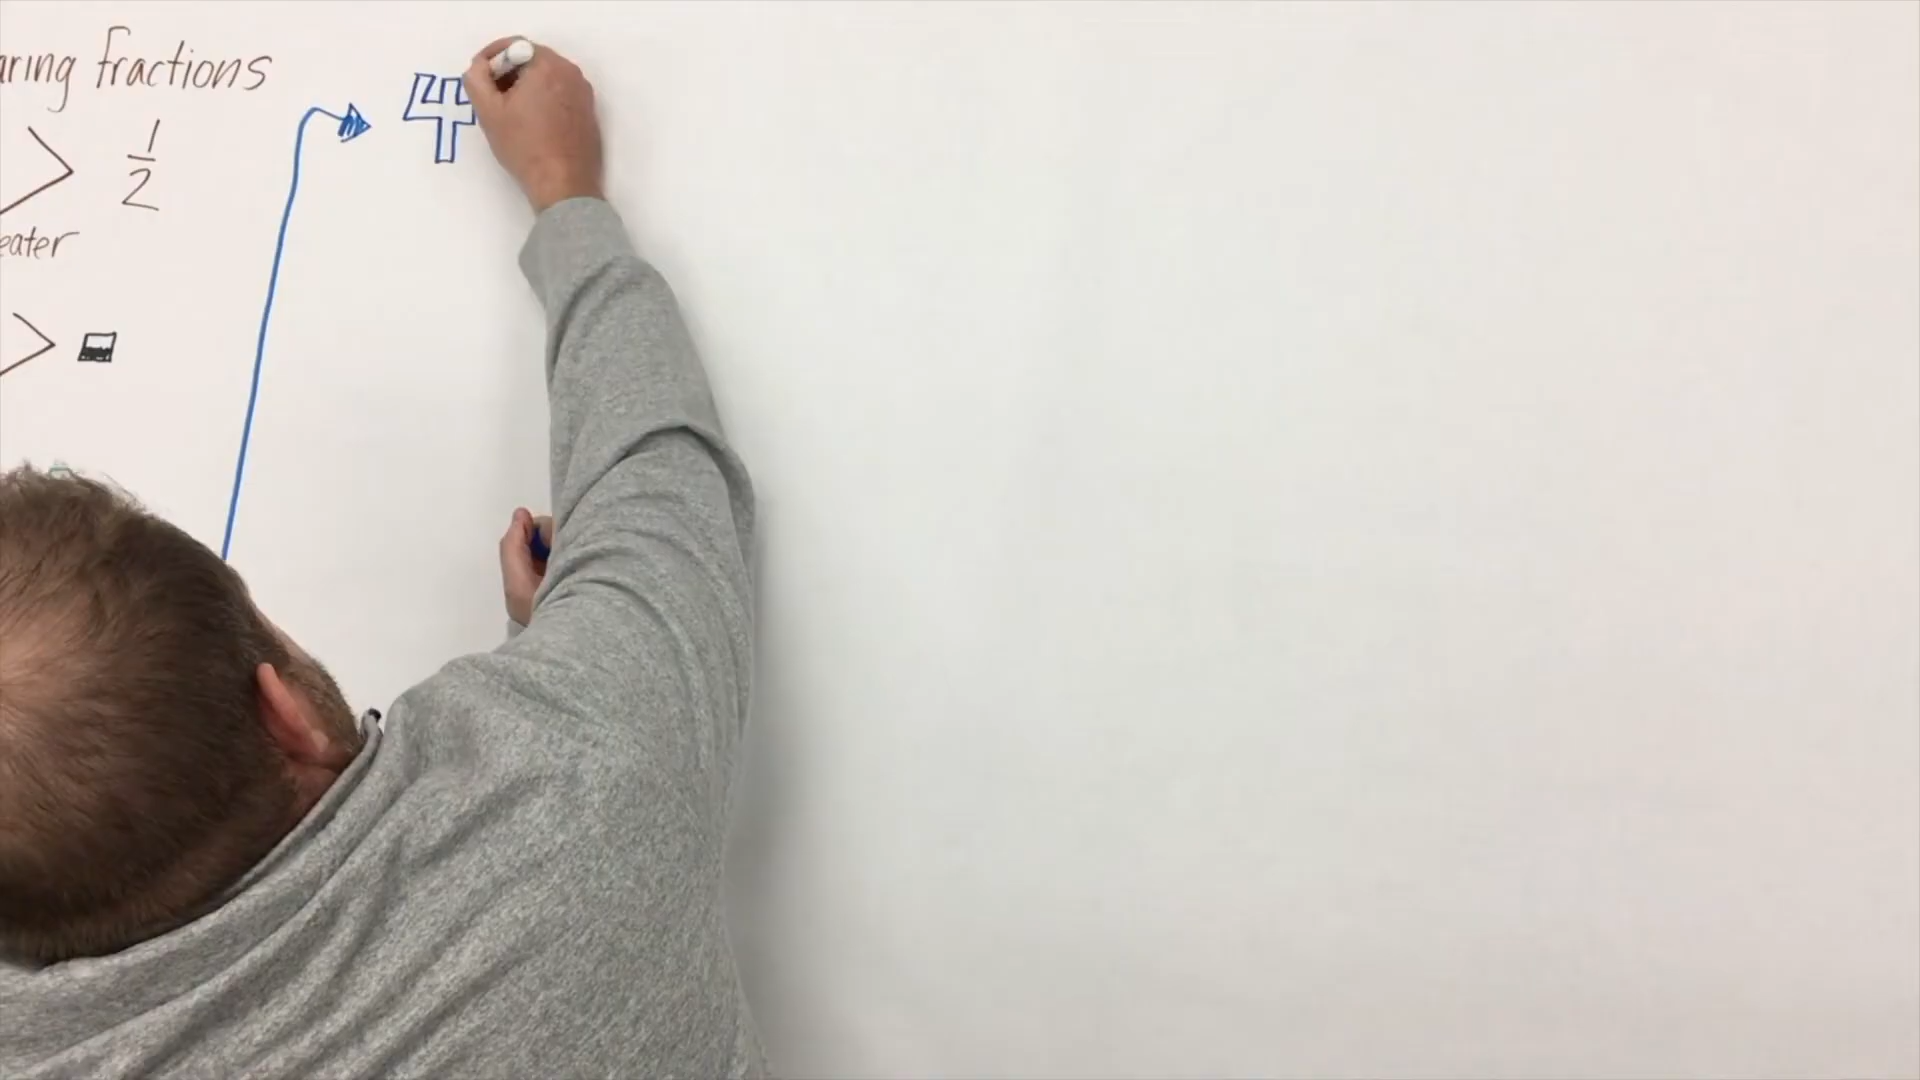 aring fractions
4
> 1/2
eater
>